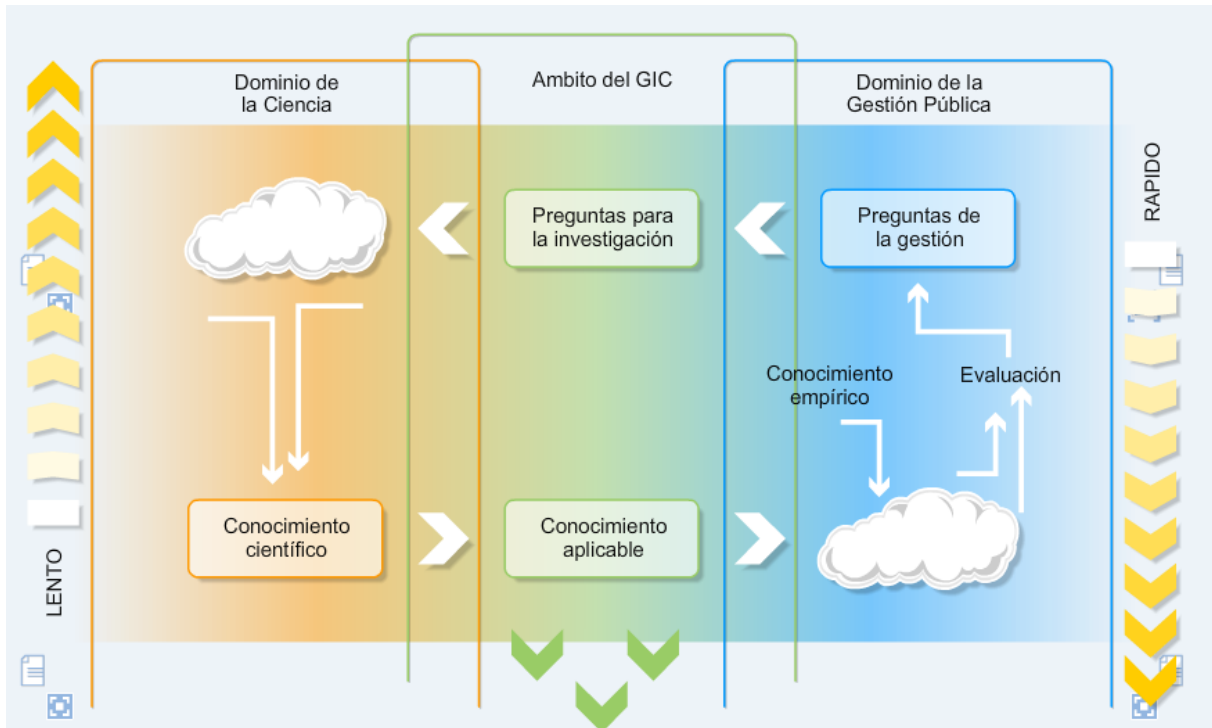 Dominio de
la Ciencia
Ambito del GIC
Dominio de la
Gestión Pública
RAPIDO
Preguntas para
la investigación
Preguntas de
la gestión
Conocimiento
empírico
Evaluación
LENTO
Conocimiento
científico
Conocimiento
aplicable